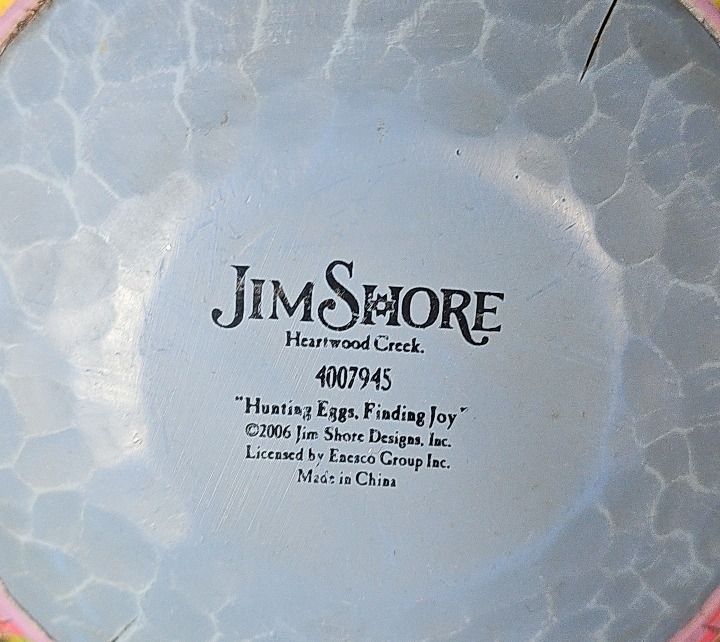 JIM SHORE
Heartwood Creek.
4007945
"Hunting Eggs, Finding Joy"
©2006 Jim Shore Designs, Inc.
Licensed by Enesco Group Inc.
Made in China